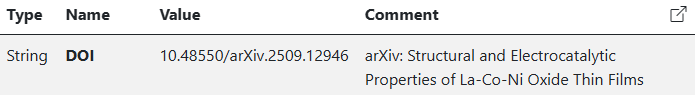 Type Name Value Comment
String DOI 10.48550/arXiv.2509.12946 arXiv: Structural and Electrocatalytic
Properties of La-Co-Ni Oxide Thin Films